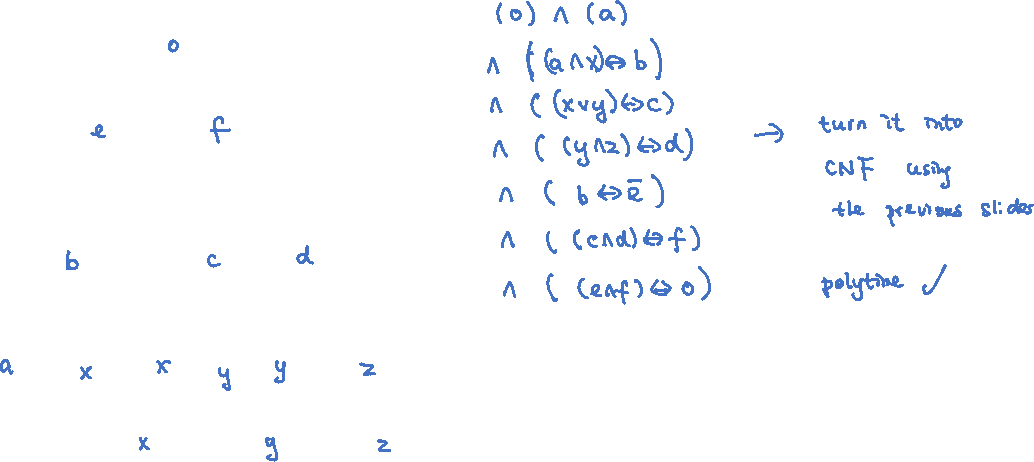 o
e f
b c d
a x x y y z
x y z
(o) ∧ (a)
∧ ((a∧x)⇔b)
∧ ((x∨y)⇔c)
∧ ((y∧z)⇔d)
∧ (b⇔ē)
∧ ((c∧d)⇔f)
∧ ((e∧f)⇔o)
→ turn it into
CNF using
the previous slides
polytime ✓